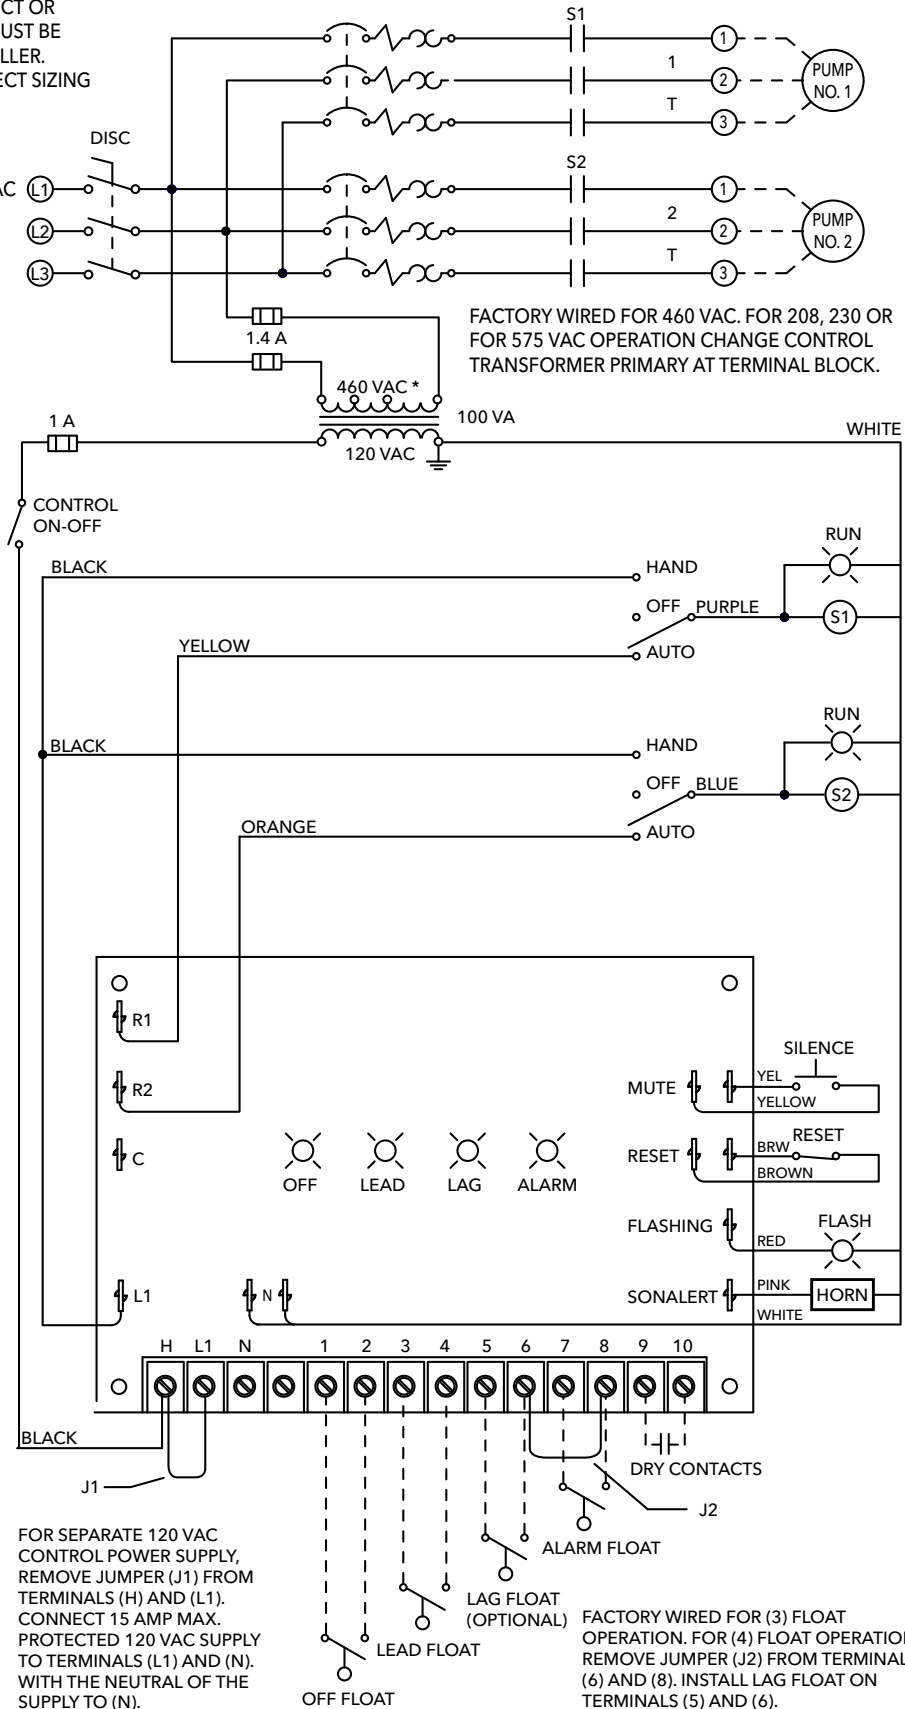 CT OR
UST BE
LLER.
ECT SIZING
S1
1
1
2
T
3
PUMP
NO. 1
DISC
AC L1
L2
L3
S2
1
2
2
T
3
PUMP
NO. 2
1.4 A
FACTORY WIRED FOR 460 VAC. FOR 208, 230 OR
FOR 575 VAC OPERATION CHANGE CONTROL
TRANSFORMER PRIMARY AT TERMINAL BLOCK.
460 VAC *
100 VA
120 VAC
1 A
WHITE
CONTROL
ON-OFF
BLACK
HAND
OFF
PURPLE
AUTO
RUN
S1
YELLOW
BLACK
HAND
OFF
BLUE
AUTO
RUN
S2
ORANGE
R1
R2
C
L1
N
OFF
LEAD
LAG
ALARM
MUTE
YEL
YELLOW
SILENCE
RESET
BRW
BROWN
RESET
FLASHING
RED
FLASH
SONALERT
PINK
HORN
WHITE
H L1 N 1 2 3 4 5 6 7 8 9 10
BLACK
J1
DRY CONTACTS
J2
ALARM FLOAT
LAG FLOAT
(OPTIONAL)
LEAD FLOAT
OFF FLOAT
FOR SEPARATE 120 VAC
CONTROL POWER SUPPLY,
REMOVE JUMPER (J1) FROM
TERMINALS (H) AND (L1).
CONNECT 15 AMP MAX.
PROTECTED 120 VAC SUPPLY
TO TERMINALS (L1) AND (N).
WITH THE NEUTRAL OF THE
SUPPLY TO (N).
FACTORY WIRED FOR (3) FLOAT
OPERATION. FOR (4) FLOAT OPERATION
REMOVE JUMPER (J2) FROM TERMINAL
(6) AND (8). INSTALL LAG FLOAT ON
TERMINALS (5) AND (6).